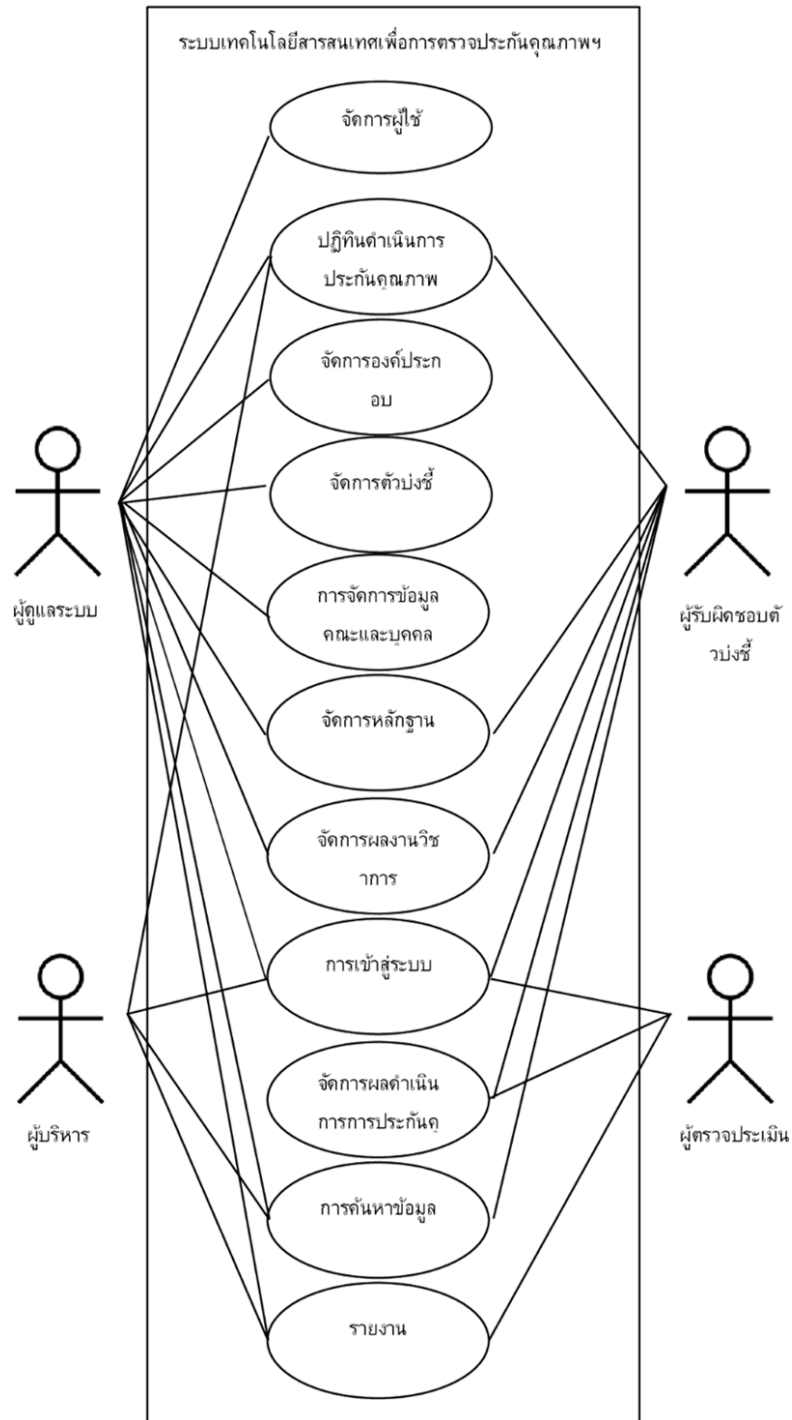 ระบบเทคโนโลยีสารสนเทศเพื่อการตรวจประกันคุณภาพฯ
จัดการผู้ใช้
ปฏิทินดำเนินการ
ประกันคุณภาพ
จัดการองค์ประก
อบ
จัดการตัวบ่งชี้
การจัดการข้อมูล
คณะและบุคคล
จัดการหลักฐาน
จัดการผลงานวิช
าการ
การเข้าสู่ระบบ
จัดการผลดำเนิน
การการประกันคุ
การค้นหาข้อมูล
รายงาน
ผู้ดูแลระบบ
ผู้บริหาร
ผู้รับผิดชอบตั
วบ่งชี้
ผู้ตรวจประเมิน